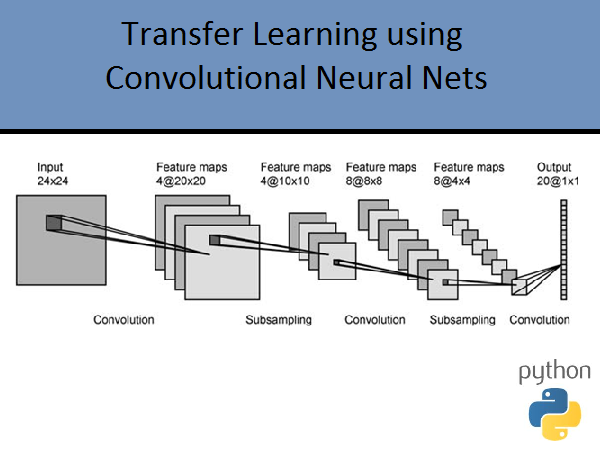 Transfer Learning using
Convolutional Neural Nets
Input
24x24
Feature maps
4@20x20
Feature maps
4@10x10
Feature maps
8@8x8
Feature maps
8@4x4
Output
20@1x1
Convolution
Subsampling
Convolution
Subsampling
Convolution
python